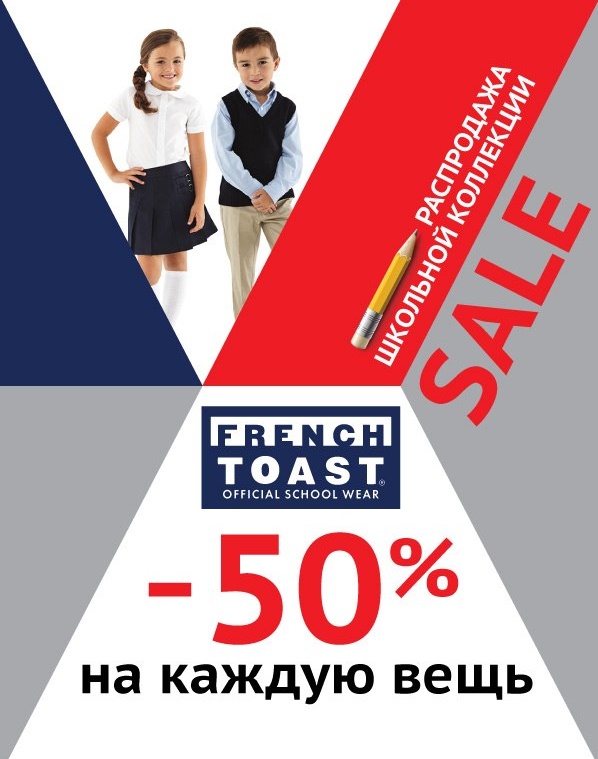 РАСПРОДАЖА
ШКОЛЬНОЙ КОЛЛЕКЦИИ
SALE
FRENCH
TOAST®
OFFICIAL SCHOOL WEAR
-50%
на каждую вещь